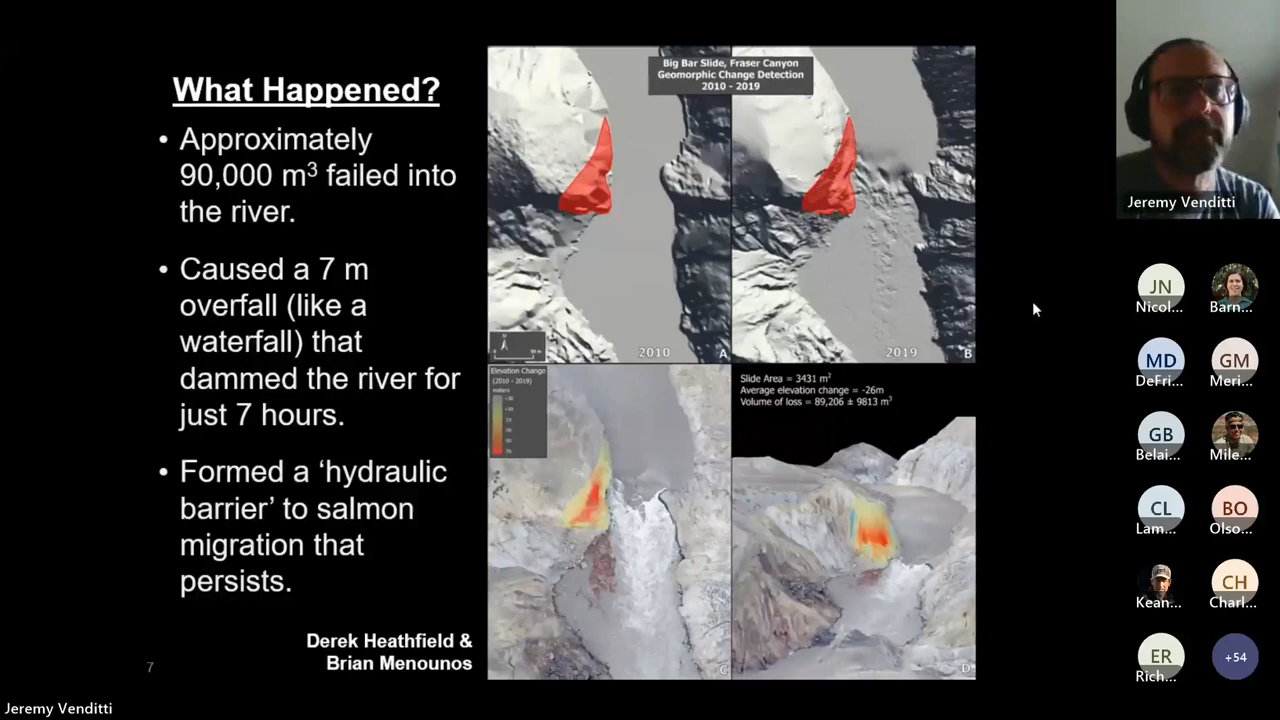 What Happened?
• Approximately
90,000 m³ failed into
the river.
• Caused a 7 m
overfall (like a
waterfall) that
dammed the river for
just 7 hours.
• Formed a ‘hydraulic
barrier’ to salmon
migration that
persists.
Derek Heathfield &
Brian Menounos
7
Big Bar Slide, Fraser Canyon
Geomorphic Change Detection
2010 - 2019
2010
A
2019
B
Elevation Change
(2010 - 2019)
meters
C
Slide Area = 3431 m²
Average elevation change = -26m
Volume of loss = 89,206 ± 9813 m³
D
Jeremy Venditti
JN
Nicol...
Barn...
MD
DeFri...
GM
Meri...
GB
Belai...
Mile...
CL
Lam...
BO
Olso...
Kean...
CH
Charl...
ER
Rich...
+54
Jeremy Venditti